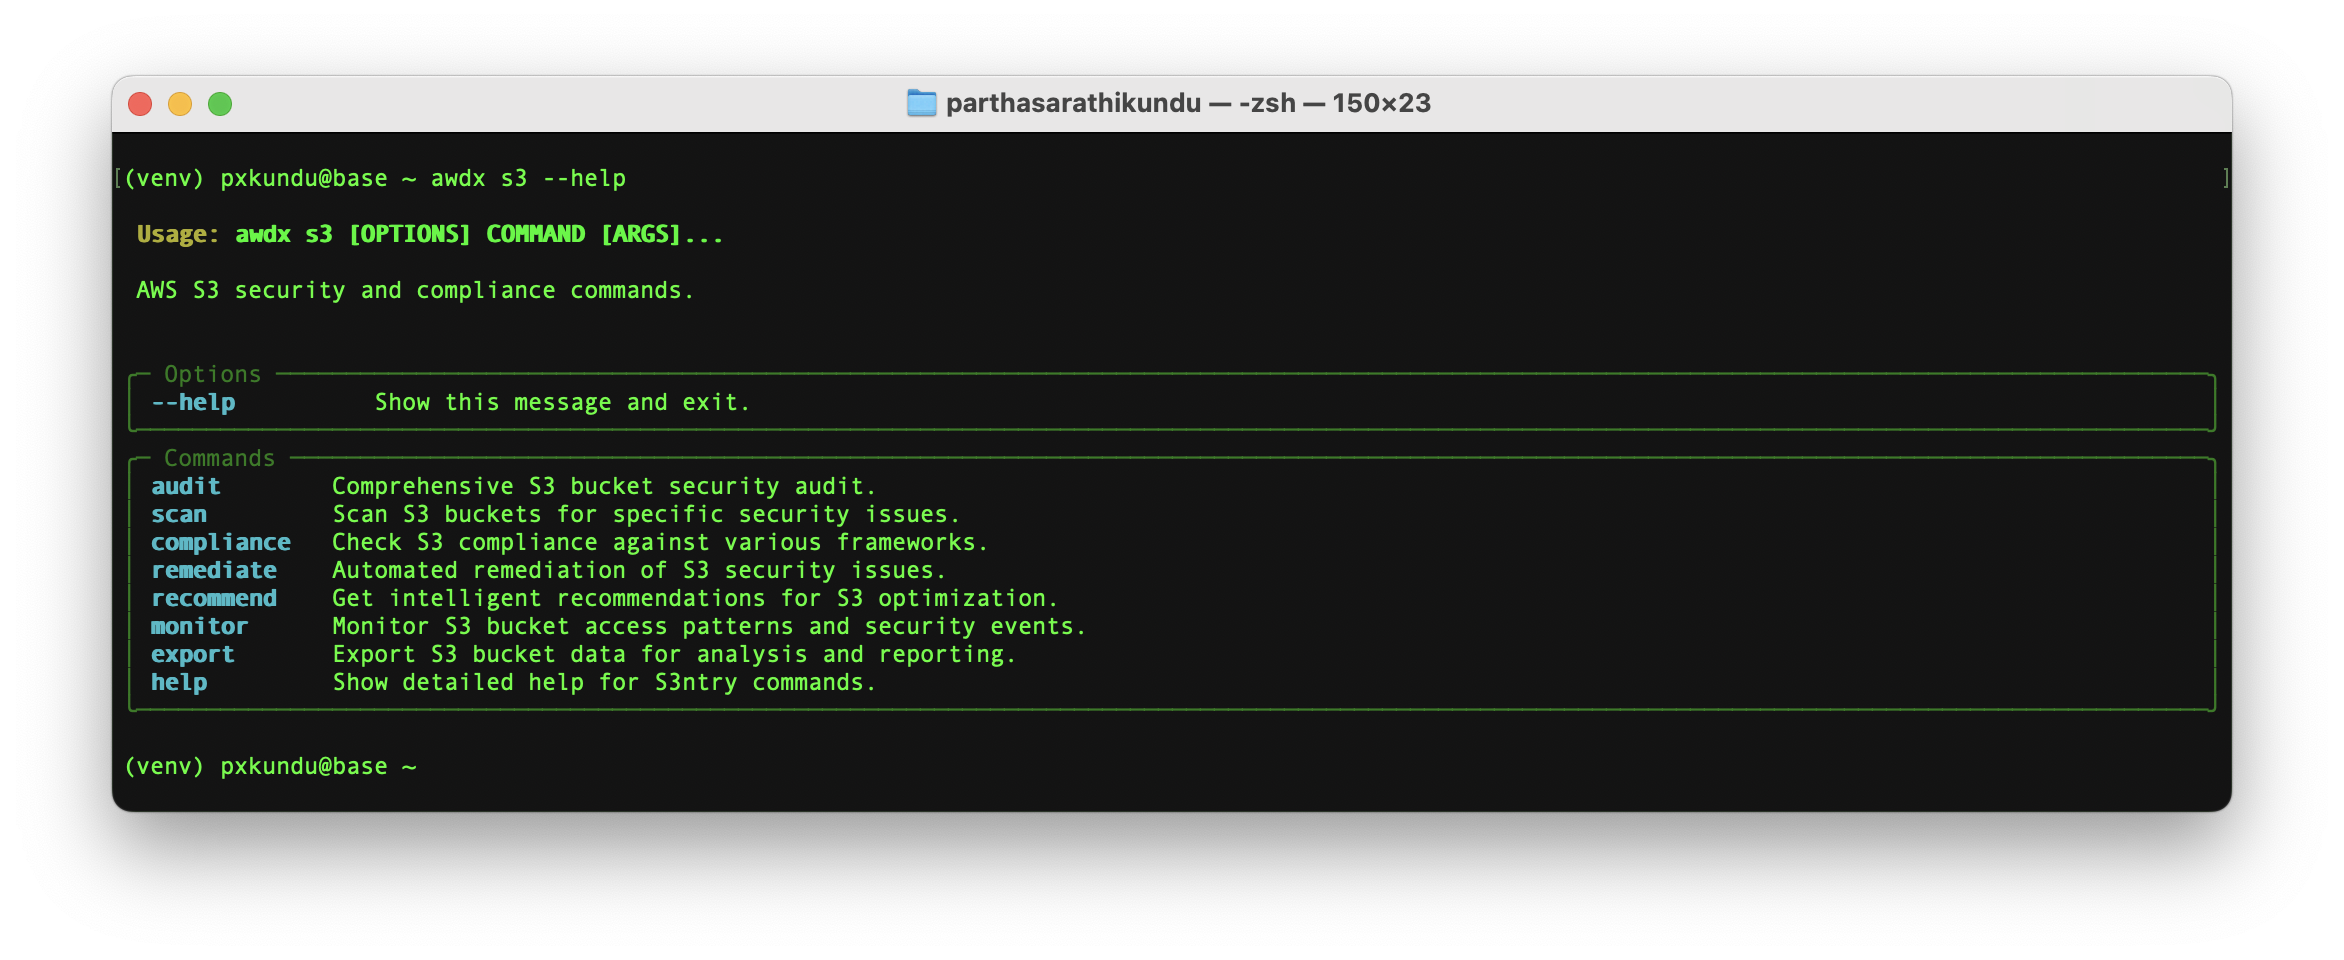 parthasarathikundu — -zsh — 150×23
[(venv) pxkundu@base ~ awdx s3 --help ]
Usage: awdx s3 [OPTIONS] COMMAND [ARGS]...
AWS S3 security and compliance commands.
Options
--help Show this message and exit.
Commands
audit Comprehensive S3 bucket security audit.
scan Scan S3 buckets for specific security issues.
compliance Check S3 compliance against various frameworks.
remediate Automated remediation of S3 security issues.
recommend Get intelligent recommendations for S3 optimization.
monitor Monitor S3 bucket access patterns and security events.
export Export S3 bucket data for analysis and reporting.
help Show detailed help for S3ntry commands.
(venv) pxkundu@base ~